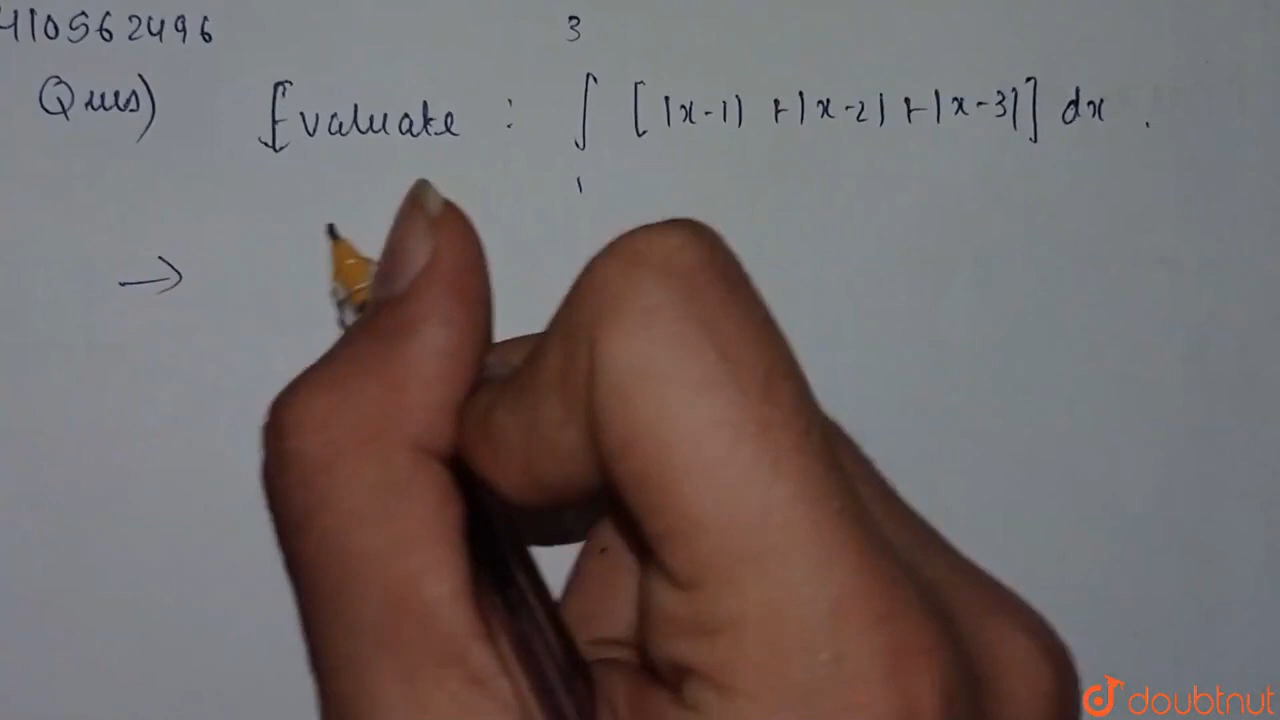 410562496
Ques) Evaluate : ∫₁³ [|x-1| + |x-2| + |x-3|] dx .
→
doubtnut